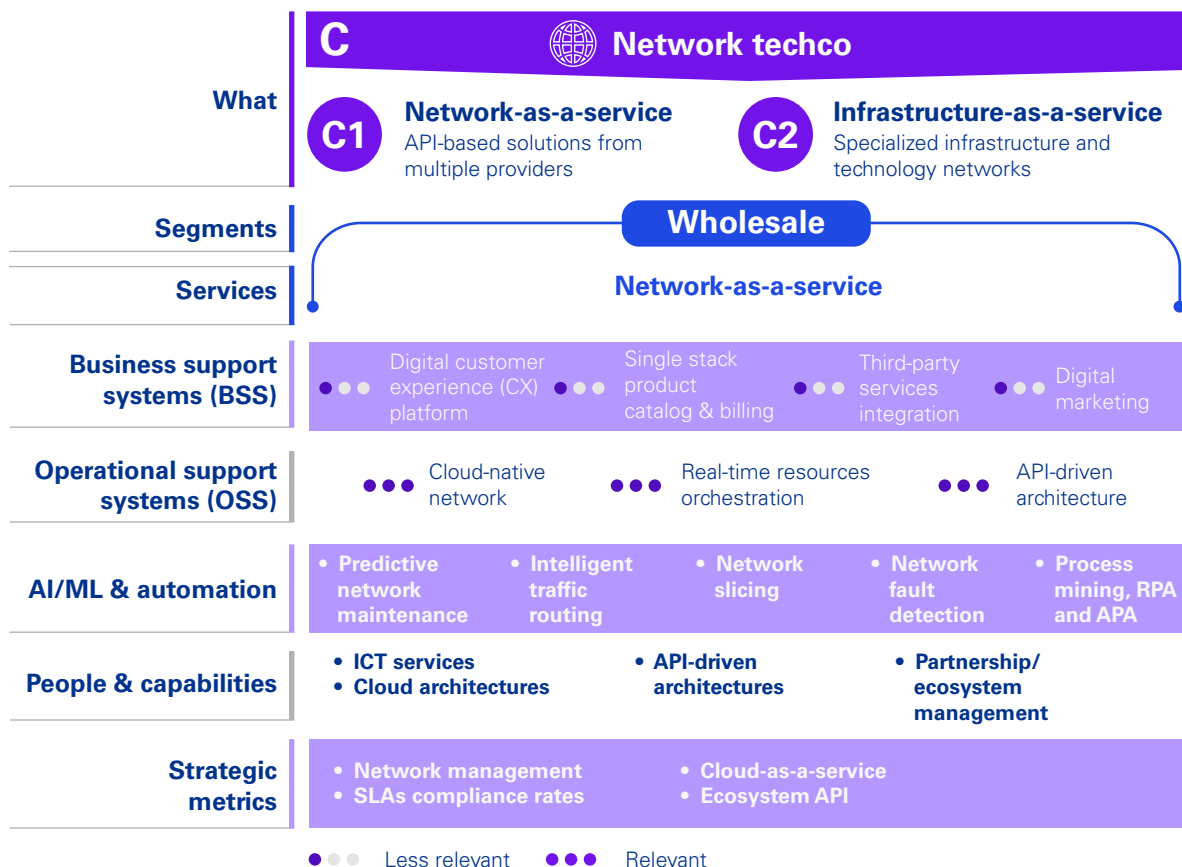 C
Network techco
What
C1
Network-as-a-service
API-based solutions from
multiple providers
C2
Infrastructure-as-a-service
Specialized infrastructure and
technology networks
Segments
Wholesale
Services
Network-as-a-service
Business support
systems (BSS)
Digital customer
experience (CX)
platform
Single stack
product
catalog & billing
Third-party
services
integration
Digital
marketing
Operational support
systems (OSS)
Cloud-native
network
Real-time resources
orchestration
API-driven
architecture
AI/ML & automation
• Predictive
network
maintenance
• Intelligent
traffic
routing
• Network
slicing
• Network
fault
detection
• Process
mining, RPA
and APA
People & capabilities
• ICT services
• Cloud architectures
• API-driven
architectures
• Partnership/
ecosystem
management
Strategic
metrics
• Network management
• SLAs compliance rates
• Cloud-as-a-service
• Ecosystem API
Less relevant
Relevant